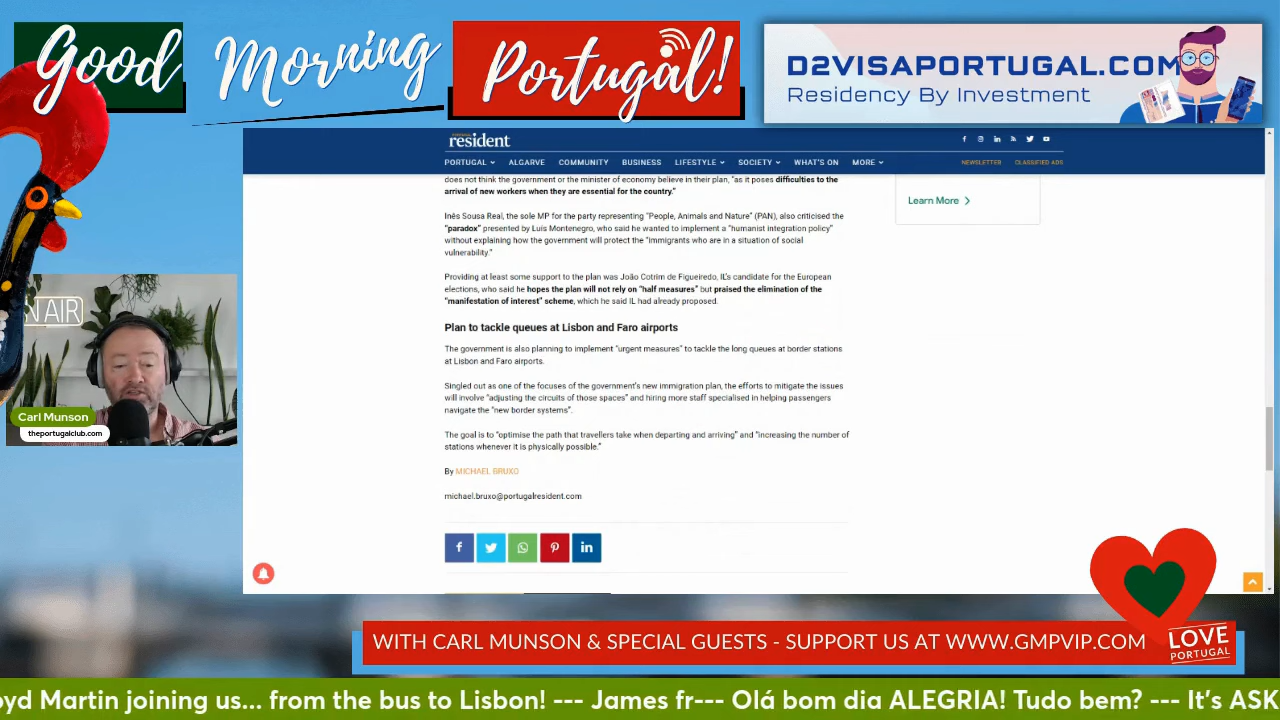 Good Morning Portugal!
D2VISAPORTUGAL.COM
Residency By Investment
resident
PORTUGAL ALGARVE COMMUNITY BUSINESS LIFESTYLE SOCIETY WHAT'S ON MORE NEWSLETTER CLASSIFIED ADS
does not think the government or the minister of economy believe in their plan, "as it poses difficulties to the
arrival of new workers when they are essential for the country."
Learn More
Inês Sousa Real, the sole MP for the party representing "People, Animals and Nature" (PAN), also criticised the
"paradox" presented by Luís Montenegro, who said he wanted to implement a "humanist integration policy"
without explaining how the government will protect the "immigrants who are in a situation of social
vulnerability."
Providing at least some support to the plan was João Cotrim de Figueiredo, IL's candidate for the European
elections, who said he hopes the plan will not rely on "half measures" but praised the elimination of the
"manifestation of interest" scheme, which he said IL had already proposed.
Plan to tackle queues at Lisbon and Faro airports
The government is also planning to implement "urgent measures" to tackle the long queues at border stations
at Lisbon and Faro airports.
Singled out as one of the focuses of the government's new immigration plan, the efforts to mitigate the issues
will involve "adjusting the circuits of those spaces" and hiring more staff specialised in helping passengers
navigate the "new border systems".
The goal is to "optimise the path that travellers take when departing and arriving" and "increasing the number of
stations whenever it is physically possible."
By MICHAEL BRUXO
michael.bruxo@portugalresident.com
N AIR
Carl Munson
theportugalclub.com
WITH CARL MUNSON & SPECIAL GUESTS - SUPPORT US AT WWW.GMPVIP.COM
LOVE
PORTUGAL
oyd Martin joining us... from the bus to Lisbon! --- James fr--- Olá bom dia ALEGRIA! Tudo bem? --- It's ASK